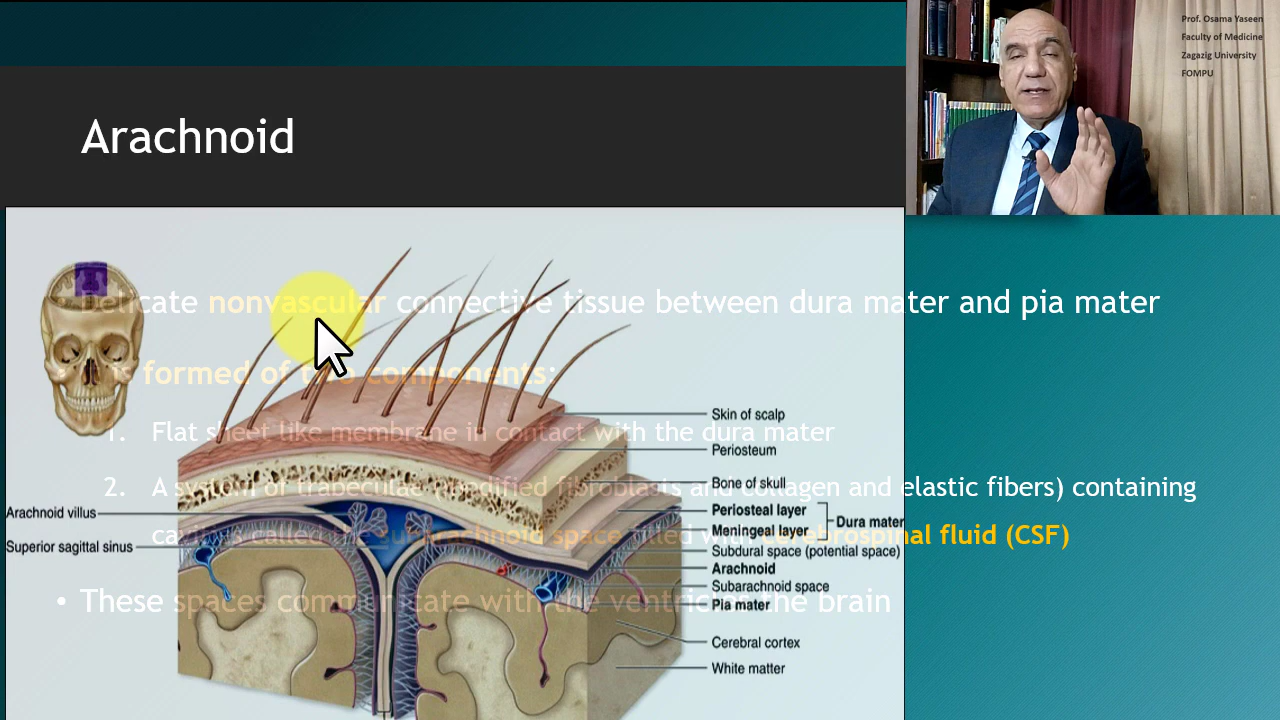 Prof. Osama Yaseen
Faculty of Medicine
Zagazig University
FOMPU
Arachnoid
• Delicate nonvascular connective tissue between dura mater and pia mater
is formed of two components:
1. Flat sheet like membrane in contact with the dura mater
2. A system of trabeculae (modified fibroblasts and collagen and elastic fibers) containing
cavities called the subarachnoid space filled with cerebrospinal fluid (CSF)
• These spaces communicate with the ventricles the brain
Skin of scalp
Periosteum
Bone of skull
Arachnoid villus
Periosteal layer
Dura mater
Meningeal layer
Superior sagittal sinus
Subdural space (potential space)
Arachnoid
Subarachnoid space
Pia mater
Cerebral cortex
White matter